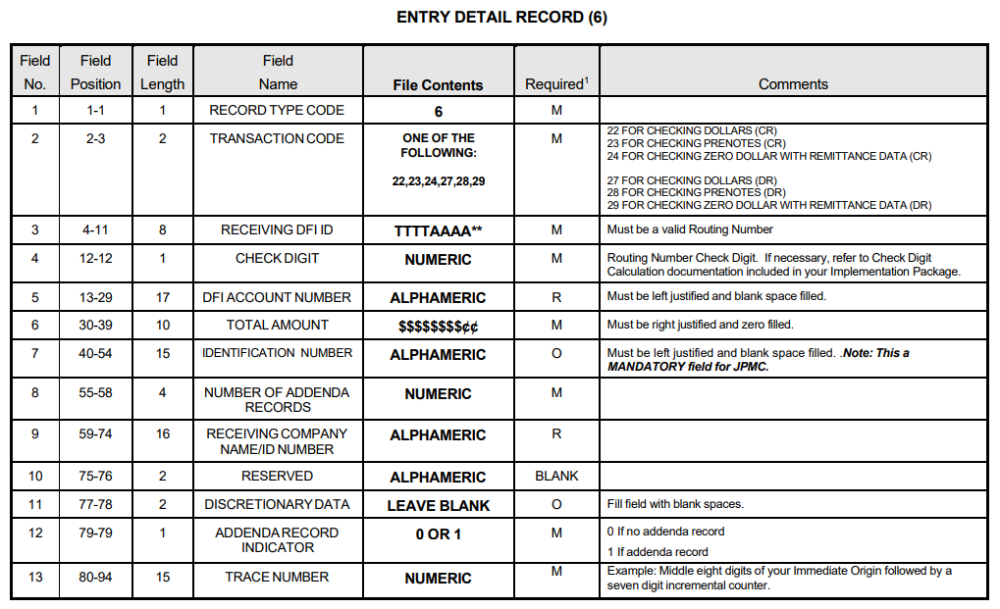 ENTRY DETAIL RECORD (6)
Field No. Field Position Field Length Field Name File Contents Required1 Comments
1 1-1 1 RECORD TYPE CODE 6 M
2 2-3 2 TRANSACTION CODE ONE OF THE FOLLOWING: 22,23,24,27,28,29 M
22 FOR CHECKING DOLLARS (CR)
23 FOR CHECKING PRENOTES (CR)
24 FOR CHECKING ZERO DOLLAR WITH REMITTANCE DATA (CR)
27 FOR CHECKING DOLLARS (DR)
28 FOR CHECKING PRENOTES (DR)
29 FOR CHECKING ZERO DOLLAR WITH REMITTANCE DATA (DR)
3 4-11 8 RECEIVING DFI ID TTTTAAAA** M Must be a valid Routing Number
4 12-12 1 CHECK DIGIT NUMERIC M Routing Number Check Digit. If necessary, refer to Check Digit
Calculation documentation included in your Implementation Package.
5 13-29 17 DFI ACCOUNT NUMBER ALPHAMERIC R Must be left justified and blank space filled.
6 30-39 10 TOTAL AMOUNT $$$$$$$$¢¢ M Must be right justified and zero filled.
7 40-54 15 IDENTIFICATION NUMBER ALPHAMERIC O Must be left justified and blank space filled. .Note: This a
MANDATORY field for JPMC.
8 55-58 4 NUMBER OF ADDENDA RECORDS NUMERIC M
9 59-74 16 RECEIVING COMPANY NAME/ID NUMBER ALPHAMERIC R
10 75-76 2 RESERVED ALPHAMERIC BLANK
11 77-78 2 DISCRETIONARY DATA LEAVE BLANK O Fill field with blank spaces.
12 79-79 1 ADDENDA RECORD INDICATOR 0 OR 1 M 0 If no addenda record
1 If addenda record
13 80-94 15 TRACE NUMBER NUMERIC M Example: Middle eight digits of your Immediate Origin followed by a
seven digit incremental counter.